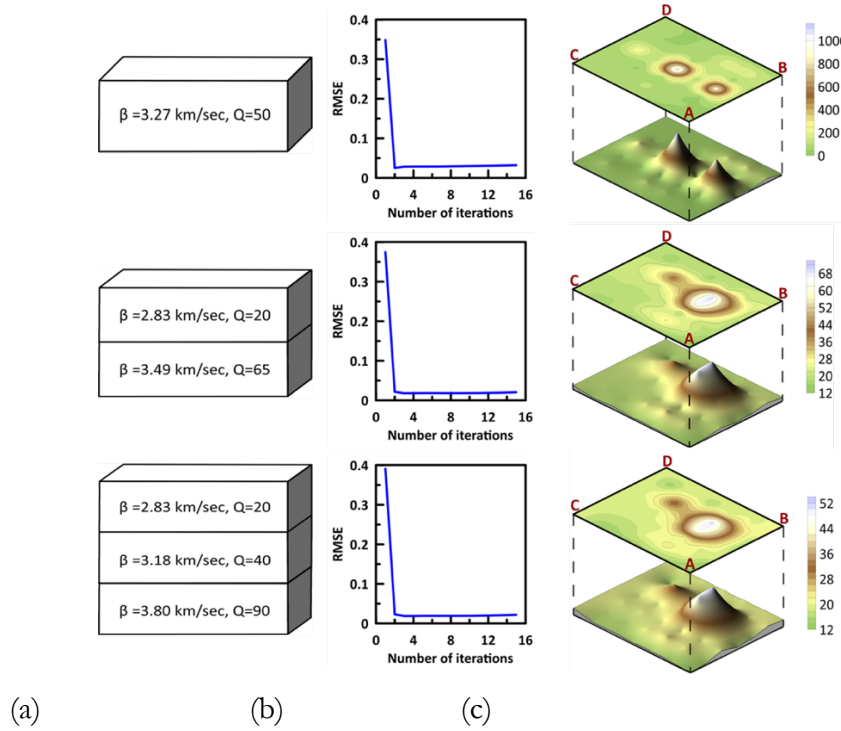 β =3.27 km/sec, Q=50
0.4
0.3
0.2
0.1
0
RMSE
0 4 8 12 16
Number of iterations
D
C
B
A
1000
800
600
400
200
0
β =2.83 km/sec, Q=20
β =3.49 km/sec, Q=65
0.4
0.3
0.2
0.1
0
RMSE
0 4 8 12 16
Number of iterations
D
C
B
A
68
60
52
44
36
28
20
12
β =2.83 km/sec, Q=20
β =3.18 km/sec, Q=40
β =3.80 km/sec, Q=90
0.4
0.3
0.2
0.1
0
RMSE
0 4 8 12 16
Number of iterations
D
C
B
A
52
44
36
28
20
12
(a) (b) (c)